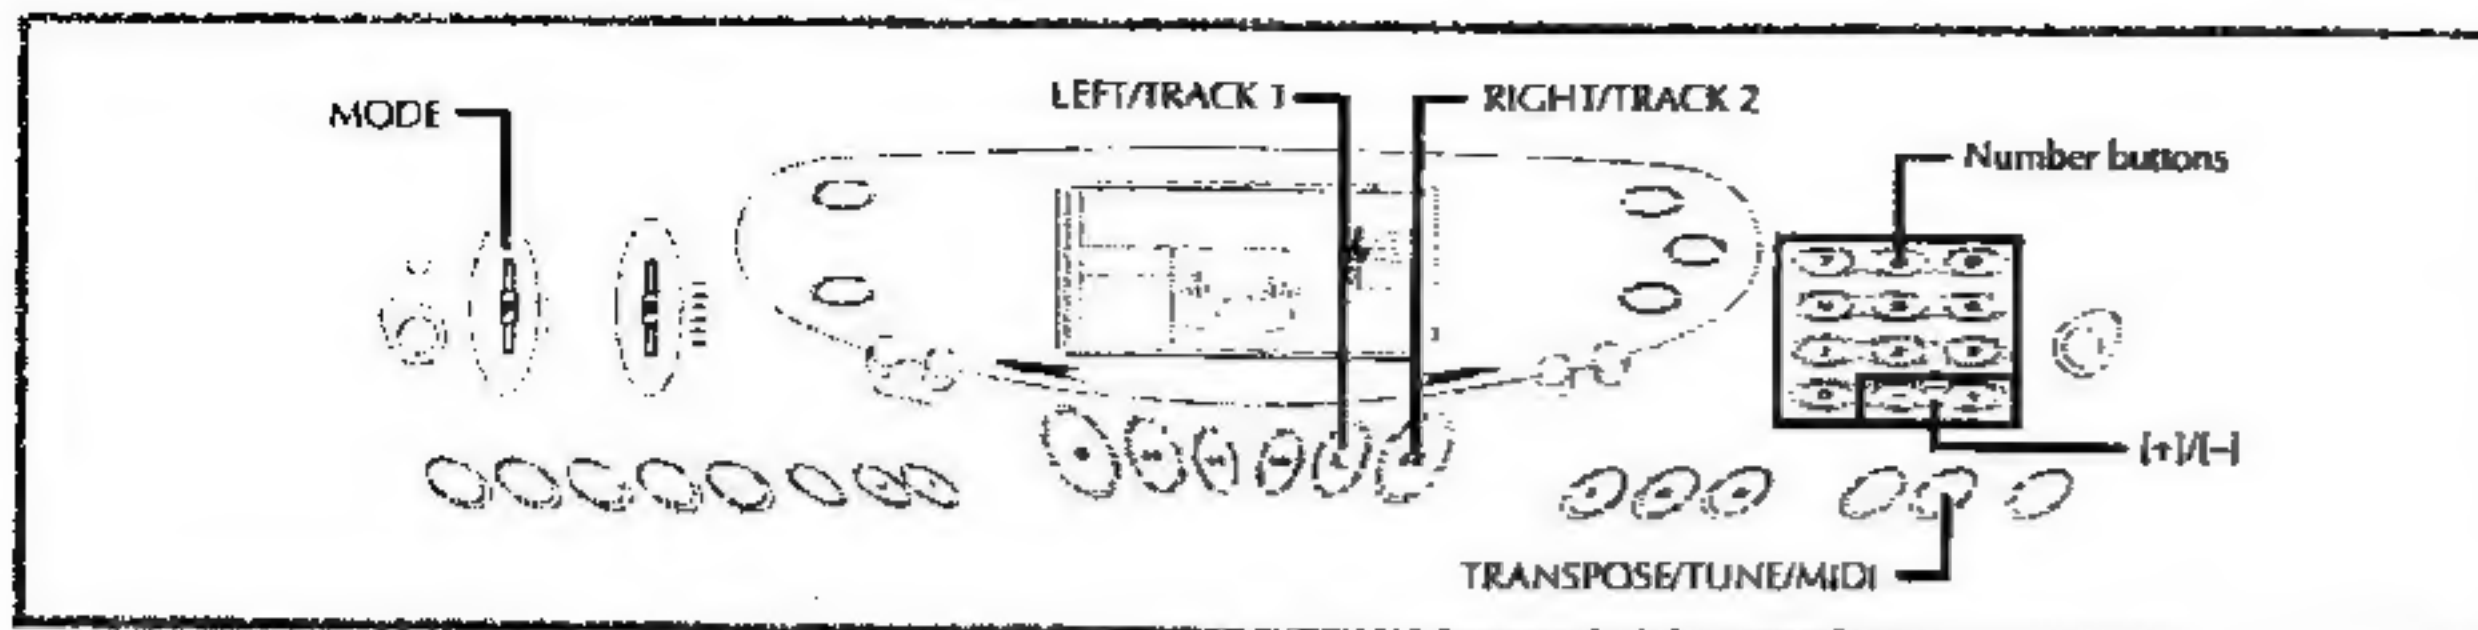 LEFT/TRACK 1
RIGHT/TRACK 2
MODE
Number buttons
[+]/[–]
TRANSPOSE/TUNE/MIDI